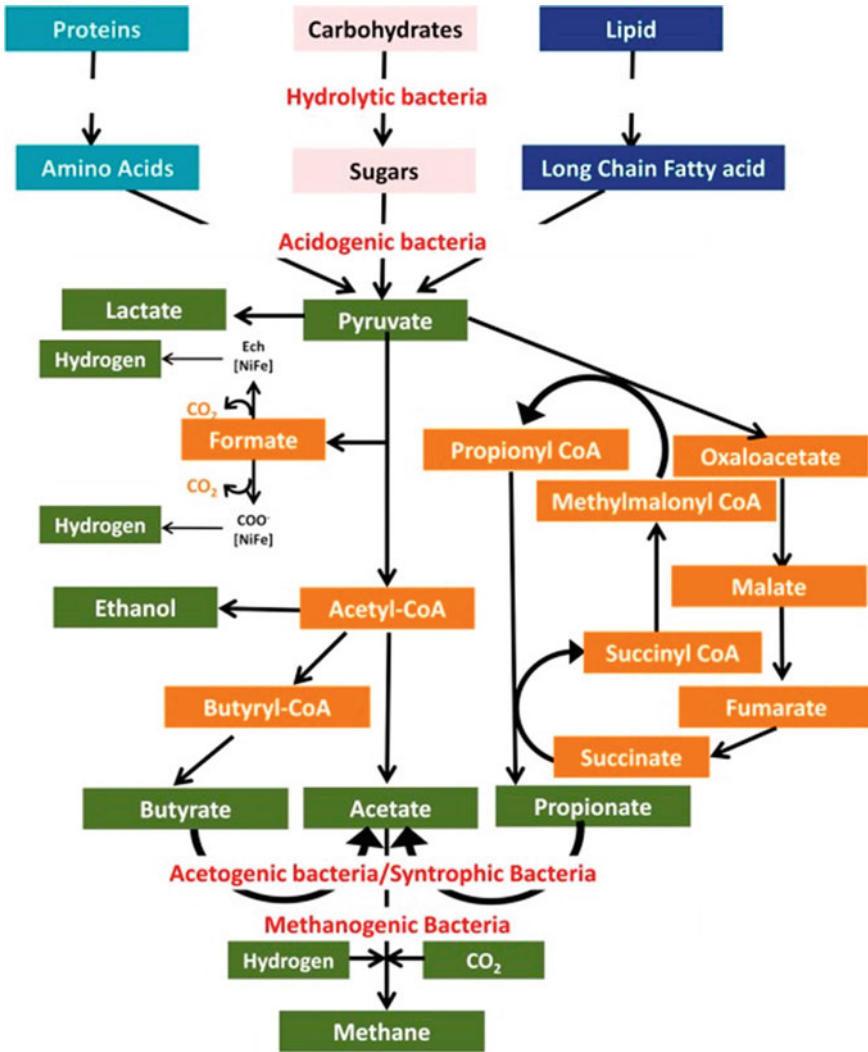 Proteins
Carbohydrates
Lipid
Hydrolytic bacteria
Amino Acids
Sugars
Long Chain Fatty acid
Acidogenic bacteria
Lactate
Pyruvate
Hydrogen
Ech
[NiFe]
CO₂
Formate
Propionyl CoA
Oxaloacetate
CO₂
Methylmalonyl CoA
Hydrogen
COO⁻
[NiFe]
Malate
Ethanol
Acetyl-CoA
Succinyl CoA
Butyryl-CoA
Fumarate
Succinate
Butyrate
Acetate
Propionate
Acetogenic bacteria/Syntrophic Bacteria
Methanogenic Bacteria
Hydrogen
CO₂
Methane